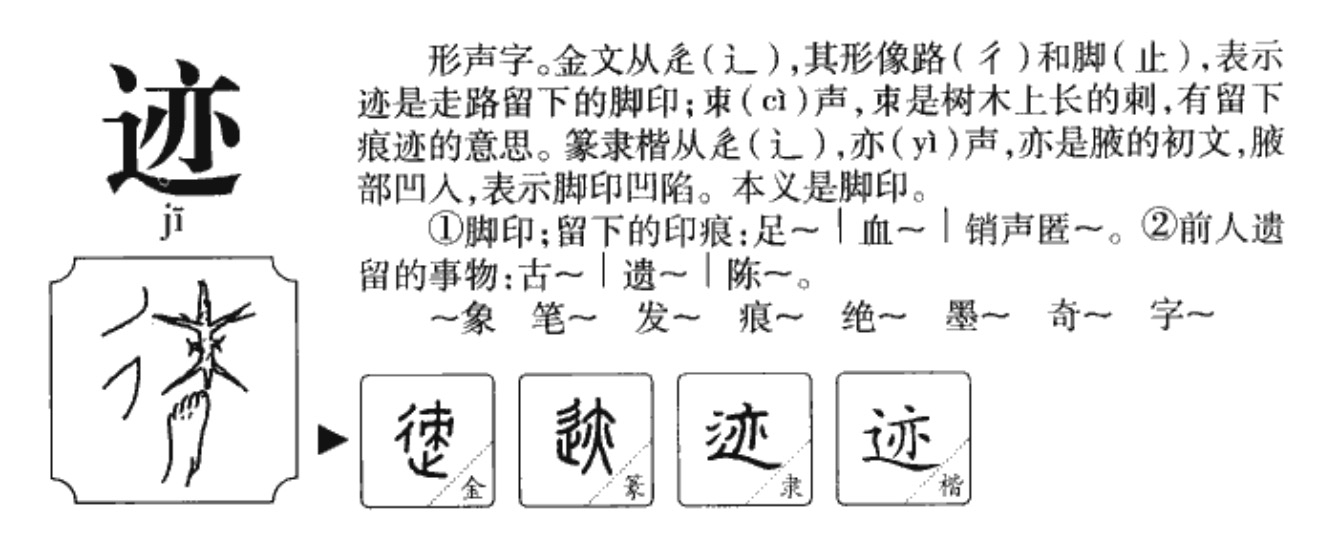 迹
jī
形声字。金文从辵(辶),其形像路(彳)和脚(止),表示
迹是走路留下的脚印;朿(cì)声,朿是树木上长的刺,有留下
痕迹的意思。篆隶楷从辵(辶),亦(yì)声,亦是腋的初文,腋
部凹人,表示脚印凹陷。本义是脚印。
①脚印;留下的印痕:足~｜血~｜销声匿~。②前人遗
留的事物:古~｜遗~｜陈~。
~象 笔~ 发~ 痕~ 绝~ 墨~ 奇~ 字~
金 篆 隶 楷